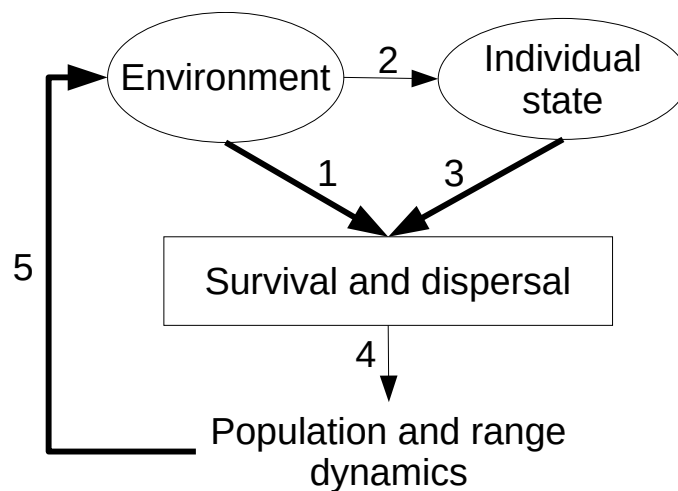 Environment
2
Individual
state
1
3
Survival and dispersal
5
4
Population and range
dynamics